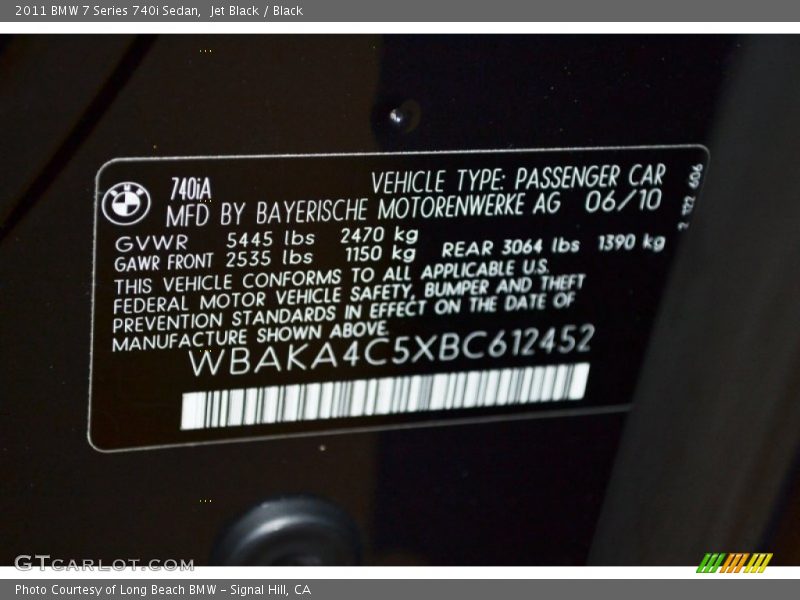 2011 BMW 7 Series 740i Sedan, Jet Black / Black
740iA VEHICLE TYPE: PASSENGER CAR
MFD BY BAYERISCHE MOTORENWERKE AG 06/10
GVWR 5445 lbs 2470 kg
GAWR FRONT 2535 lbs 1150 kg REAR 3064 lbs 1390 kg
THIS VEHICLE CONFORMS TO ALL APPLICABLE U.S.
FEDERAL MOTOR VEHICLE SAFETY, BUMPER AND THEFT
PREVENTION STANDARDS IN EFFECT ON THE DATE OF
MANUFACTURE SHOWN ABOVE.
WBAKA4C5XBC612452
GTCARLOT.COM
Photo Courtesy of Long Beach BMW - Signal Hill, CA